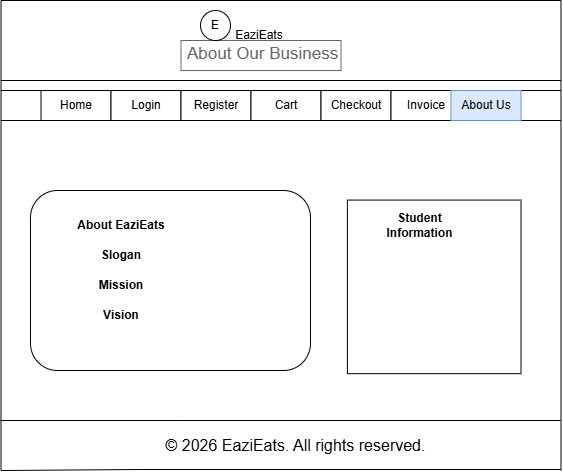 E
EaziEats
About Our Business
Home Login Register Cart Checkout Invoice About Us
About EaziEats
Slogan
Mission
Vision
Student
Information
© 2026 EaziEats. All rights reserved.